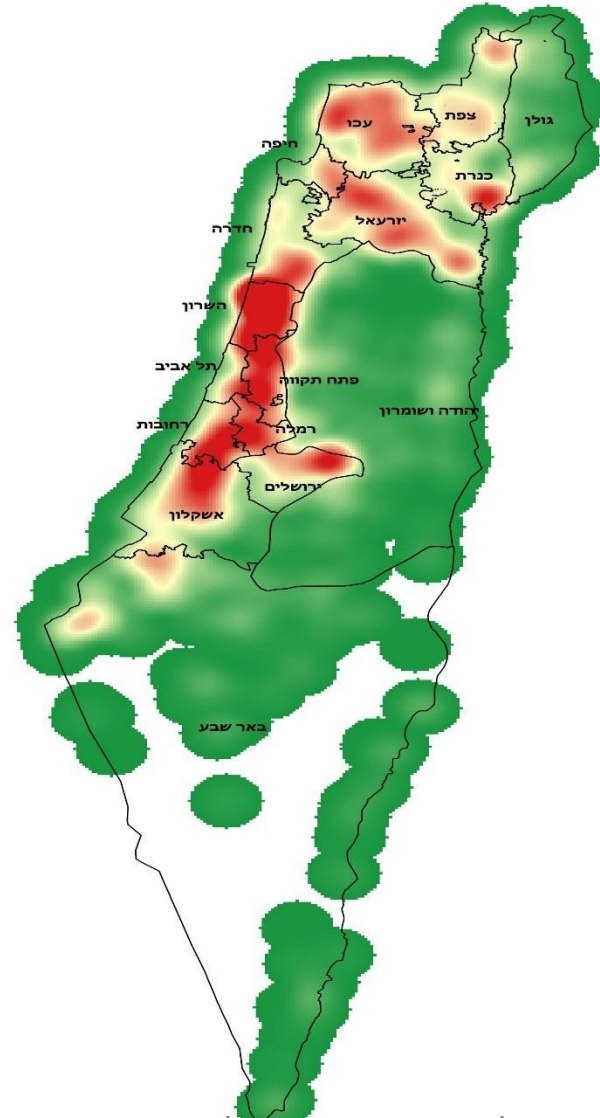 צפת
גולן
עכו
חיפה
כנרת
יזרעאל
חדרה
השרון
תל אביב
פתח תקווה
יהודה ושומרון
רחובות
רמלה
ירושלים
אשקלון
באר שבע